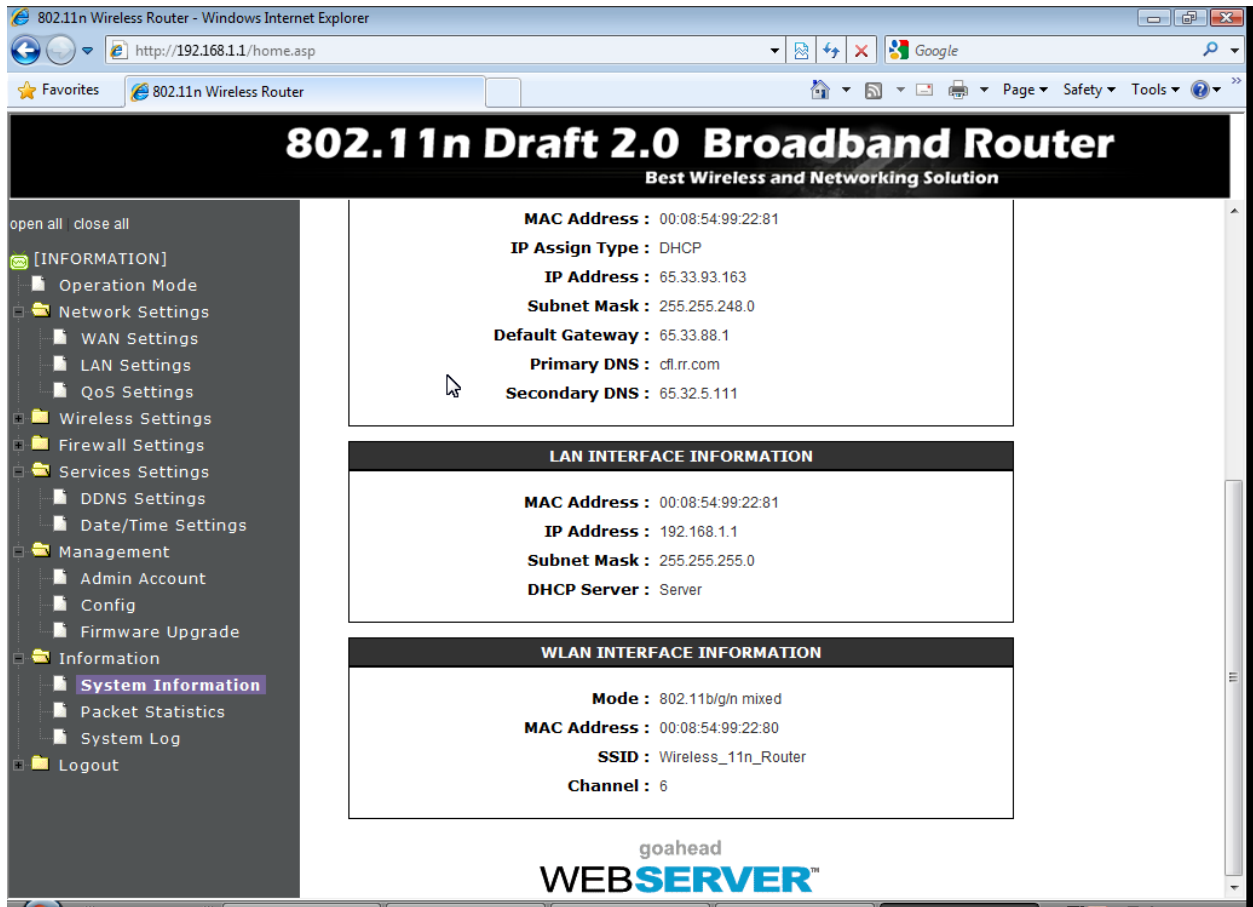 802.11n Wireless Router - Windows Internet Explorer
http://192.168.1.1/home.asp
Google
Favorites
802.11n Wireless Router
Page
Safety
Tools
802.11n Draft 2.0 Broadband Router
Best Wireless and Networking Solution
open all | close all
[INFORMATION]
Operation Mode
Network Settings
WAN Settings
LAN Settings
QoS Settings
Wireless Settings
Firewall Settings
Services Settings
DDNS Settings
Date/Time Settings
Management
Admin Account
Config
Firmware Upgrade
Information
System Information
Packet Statistics
System Log
Logout
MAC Address : 00:08:54:99:22:81
IP Assign Type : DHCP
IP Address : 65.33.93.163
Subnet Mask : 255.255.248.0
Default Gateway : 65.33.88.1
Primary DNS : cfl.rr.com
Secondary DNS : 65.32.5.111
LAN INTERFACE INFORMATION
MAC Address : 00:08:54:99:22:81
IP Address : 192.168.1.1
Subnet Mask : 255.255.255.0
DHCP Server : Server
WLAN INTERFACE INFORMATION
Mode : 802.11b/g/n mixed
MAC Address : 00:08:54:99:22:80
SSID : Wireless_11n_Router
Channel : 6
goahead
WEBSERVER™